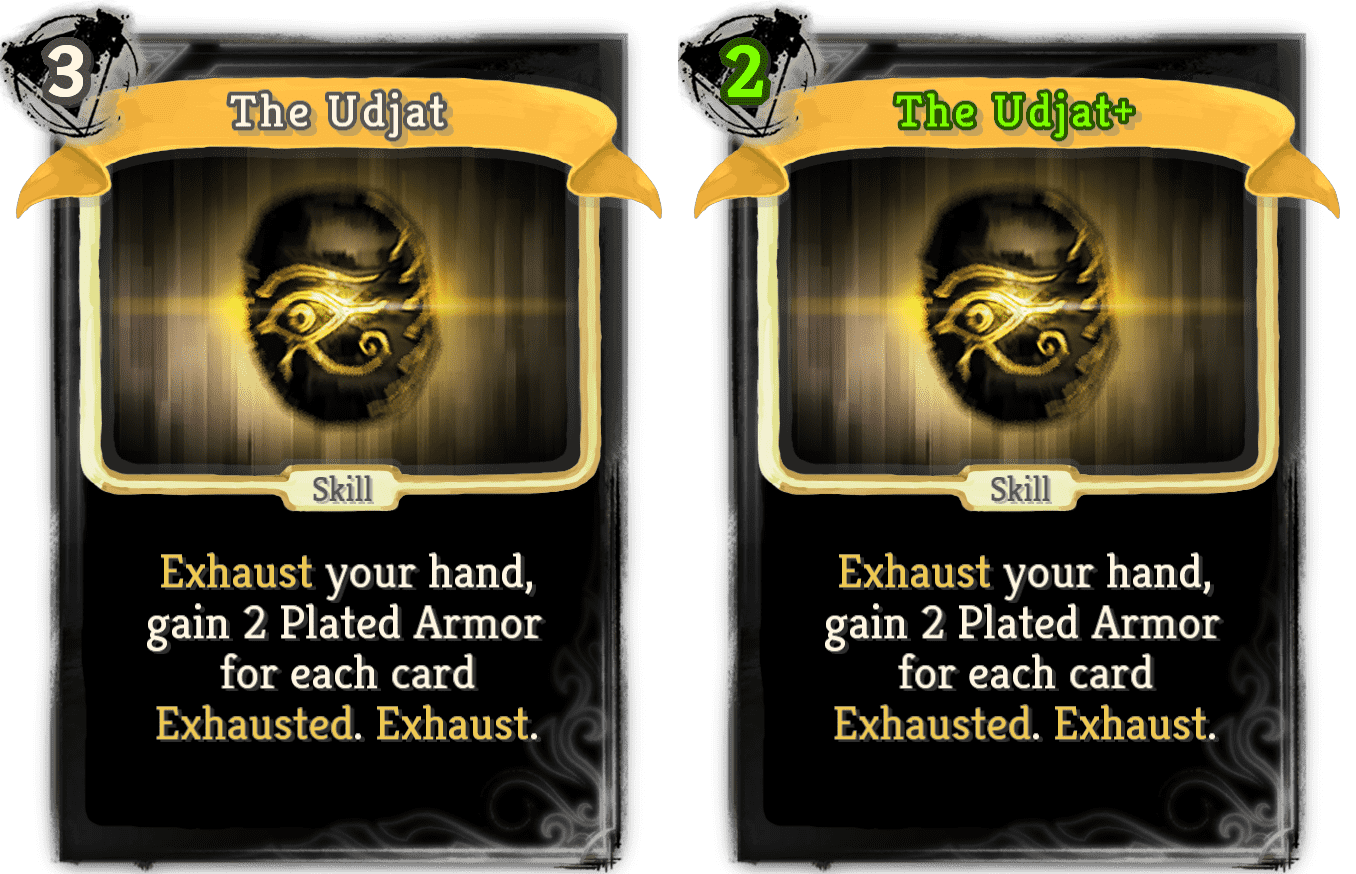 3
The Udjat
Skill
Exhaust your hand,
gain 2 Plated Armor
for each card
Exhausted. Exhaust.
2
The Udjat+
Skill
Exhaust your hand,
gain 2 Plated Armor
for each card
Exhausted. Exhaust.